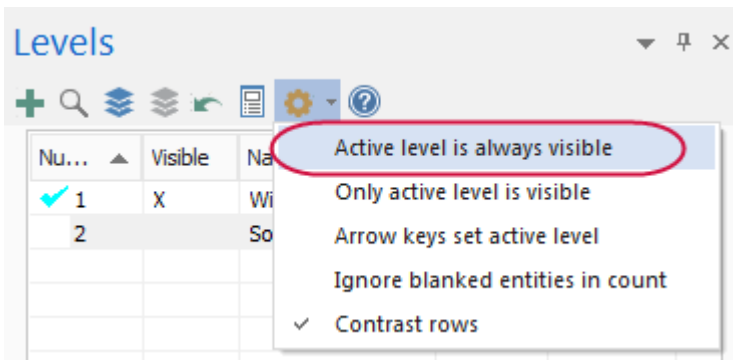 Levels
Active level is always visible
Nu... Visible Na
Only active level is visible
1 X Wi
Arrow keys set active level
2 So
Ignore blanked entities in count
Contrast rows